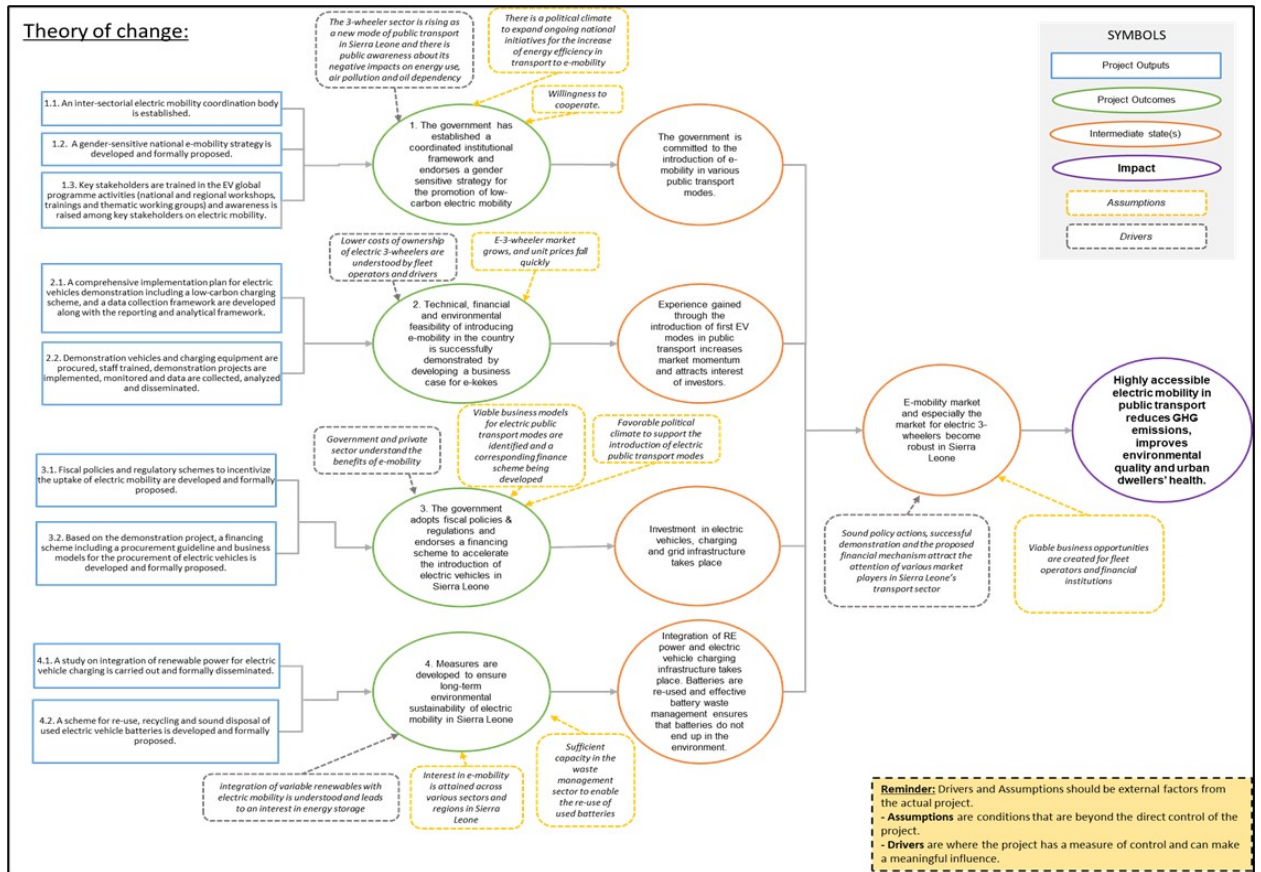 Theory of change:
The 3-wheeler sector is rising as
a new mode of public transport
in Sierra Leone and there is
public awareness about its
negative impacts on energy use,
air pollution and oil dependency
There is a political climate
to expand ongoing national
initiatives for the increase
of energy efficiency in
transport to e-mobility
Willingness to
cooperate.
SYMBOLS
Project Outputs
Project Outcomes
Intermediate state(s)
Impact
Assumptions
Drivers
1.1. An inter-sectorial electric mobility coordination body
is established.
1.2. A gender-sensitive national e-mobility strategy is
developed and formally proposed.
1.3. Key stakeholders are trained in the EV global
programme activities (national and regional workshops,
trainings and thematic working groups) and awareness is
raised among key stakeholders on electric mobility.
1. The government has
established a
coordinated institutional
framework and
endorses a gender
sensitive strategy for
the promotion of low-
carbon electric mobility
The government is
committed to the
introduction of e-
mobility in various
public transport
modes.
Lower costs of ownership
of electric 3-wheelers are
understood by fleet
operators and drivers
E-3-wheeler market
grows, and unit prices fall
quickly
2.1. A comprehensive implementation plan for electric
vehicles demonstration including a low-carbon charging
scheme, and a data collection framework are developed
along with the reporting and analytical framework.
2.2. Demonstration vehicles and charging equipment are
procured, staff trained, demonstration projects are
implemented, monitored and data are collected, analyzed
and disseminated.
2. Technical, financial
and environmental
feasibility of introducing
e-mobility in the country
is successfully
demonstrated by
developing a business
case for e-kekes
Experience gained
through the
introduction of first EV
modes in public
transport increases
market momentum
and attracts interest
of investors.
E-mobility market
and especially the
market for electric 3-
wheelers become
robust in Sierra
Leone
Highly accessible
electric mobility in
public transport
reduces GHG
emissions,
improves
environmental
quality and urban
dwellers' health.
Government and private
sector understand the
benefits of e-mobility
Viable business models
for electric public
transport modes are
identified and a
corresponding finance
scheme being
developed
Favorable political
climate to support the
introduction of electric
public transport modes
3.1. Fiscal policies and regulatory schemes to incentivize
the uptake of electric mobility are developed and formally
proposed.
3.2. Based on the demonstration project, a financing
scheme including a procurement guideline and business
models for the procurement of electric vehicles is
developed and formally proposed.
3. The government
adopts fiscal policies &
regulations and
endorses a financing
scheme to accelerate
the introduction of
electric vehicles in
Sierra Leone
Investment in electric
vehicles, charging
and grid infrastructure
takes place
Sound policy actions, successful
demonstration and the proposed
financial mechanism attract the
attention of various market
players in Sierra Leone's
transport sector
Viable business opportunities
are created for fleet
operators and financial
institutions
4.1. A study on integration of renewable power for electric
vehicle charging is carried out and formally disseminated.
4.2. A scheme for re-use, recycling and sound disposal of
used electric vehicle batteries is developed and formally
proposed.
4. Measures are
developed to ensure
long-term
environmental
sustainability of electric
mobility in Sierra Leone
Integration of RE
power and electric
vehicle charging
infrastructure takes
place. Batteries are
re-used and effective
battery waste
management ensures
that batteries do not
end up in the
environment.
integration of variable renewables with
electric mobility is understood and leads
to an interest in energy storage
Interest in e-mobility
is attained across
various sectors and
regions in Sierra
Leone
Sufficient
capacity in the
waste
management
sector to enable
the re-use of
used batteries
Reminder: Drivers and Assumptions should be external factors from
the actual project.
- Assumptions are conditions that are beyond the direct control of the
project.
- Drivers are where the project has a measure of control and can make
a meaningful influence.